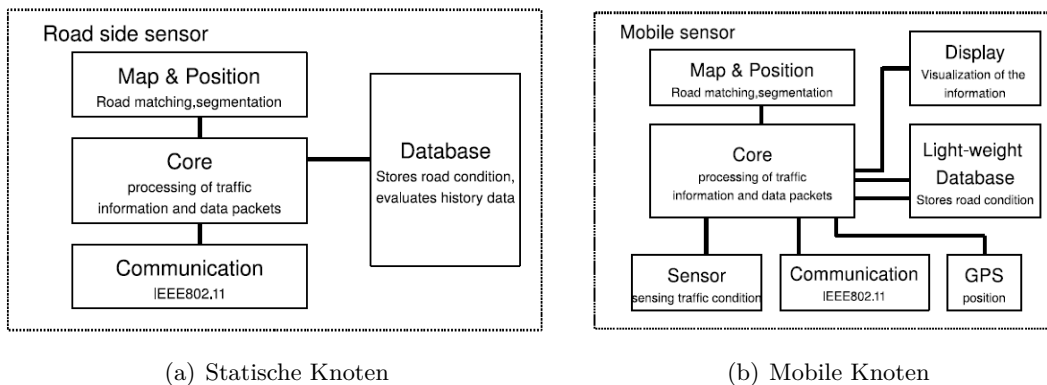 Road side sensor
Map & Position
Road matching,segmentation
Core
processing of traffic
information and data packets
Communication
IEEE802.11
Database
Stores road condition,
evaluates history data
(a) Statische Knoten
Mobile sensor
Map & Position
Road matching,segmentation
Core
processing of traffic
information and data packets
Display
Visualization of the
information
Light-weight
Database
Stores road condition
Sensor
sensing traffic condition
Communication
IEEE802.11
GPS
position
(b) Mobile Knoten